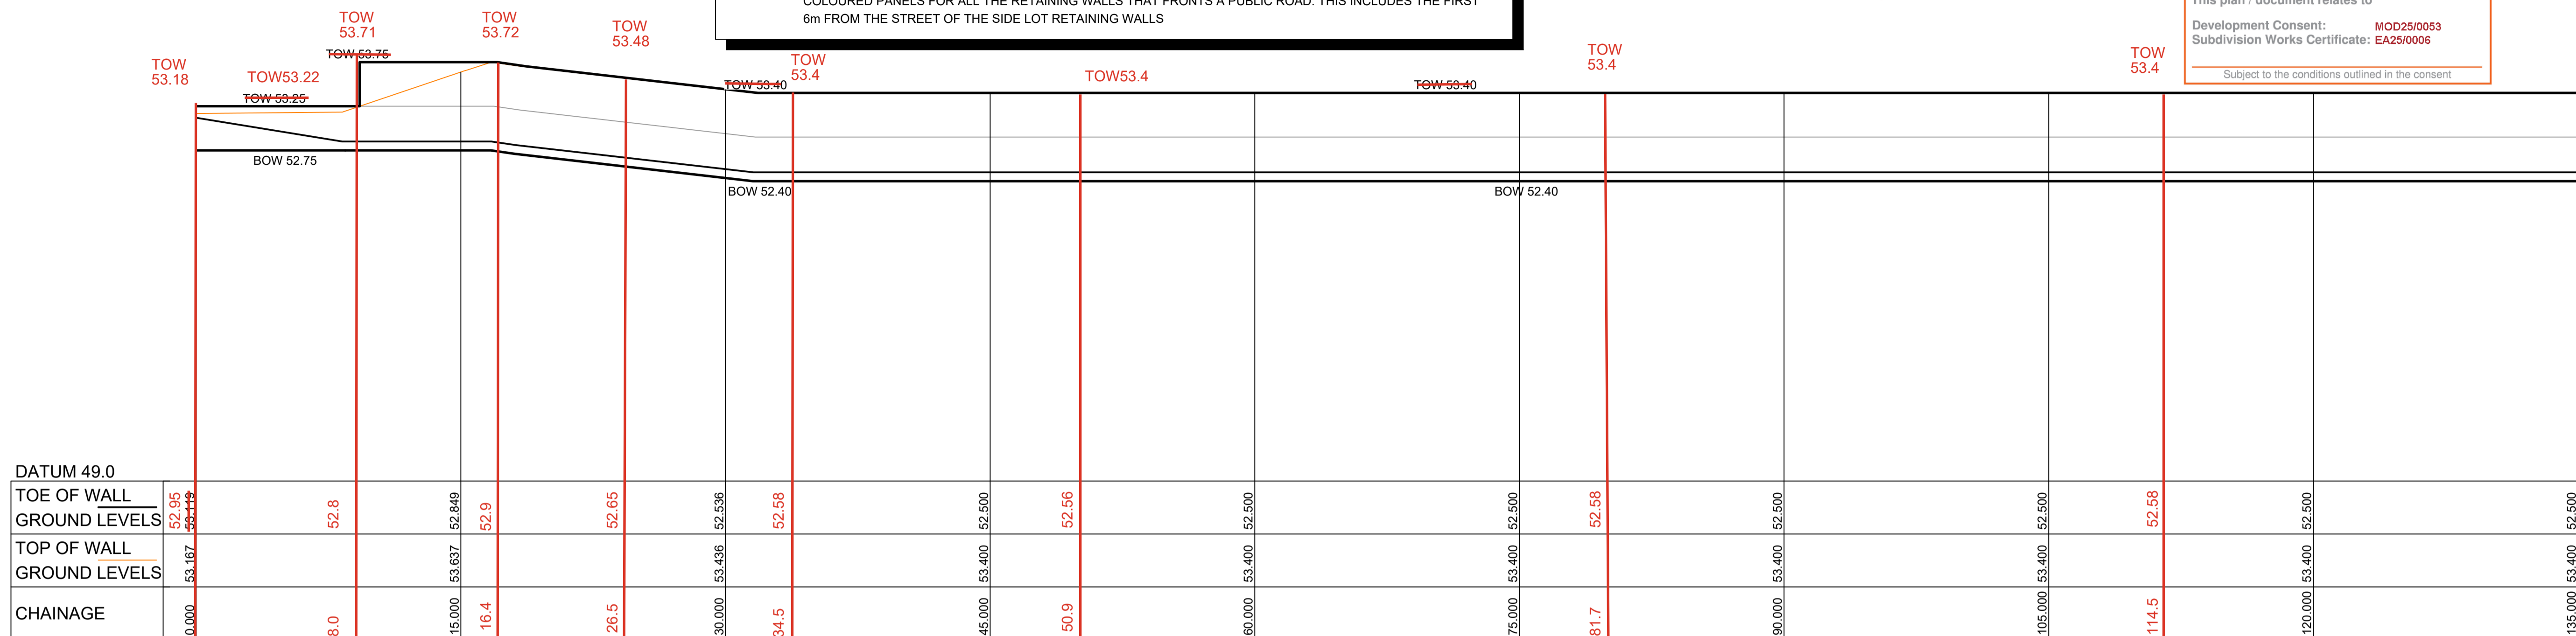 COLOURED PANELS FOR ALL THE RETAINING WALLS THAT FRONTS A PUBLIC ROAD. THIS INCLUDES THE FIRST
6m FROM THE STREET OF THE SIDE LOT RETAINING WALLS
This plan / document relates to
Development Consent: MOD25/0053
Subdivision Works Certificate: EA25/0006
Subject to the conditions outlined in the consent
TOW
53.18
TOW53.22
TOW 53.25
TOW
53.71
TOW 53.75
TOW
53.72
TOW
53.48
TOW
53.4
TOW 53.40
TOW53.4
TOW 53.40
TOW
53.4
TOW
53.4
BOW 52.75
BOW 52.40
BOW 52.40
DATUM 49.0
TOE OF WALL
GROUND LEVELS
52.95 53.119 52.8 52.849 52.9 52.65 52.536 52.58 52.500 52.56 52.500 52.500 52.58 52.500 52.500 52.58 52.500 52.500
TOP OF WALL
GROUND LEVELS
53.167 53.637 53.436 53.400 53.400 53.400 53.400 53.400 53.400 53.400
CHAINAGE
0.000 8.0 15.000 16.4 26.5 30.000 34.5 45.000 50.9 60.000 75.000 81.7 90.000 105.000 114.5 120.000 135.000